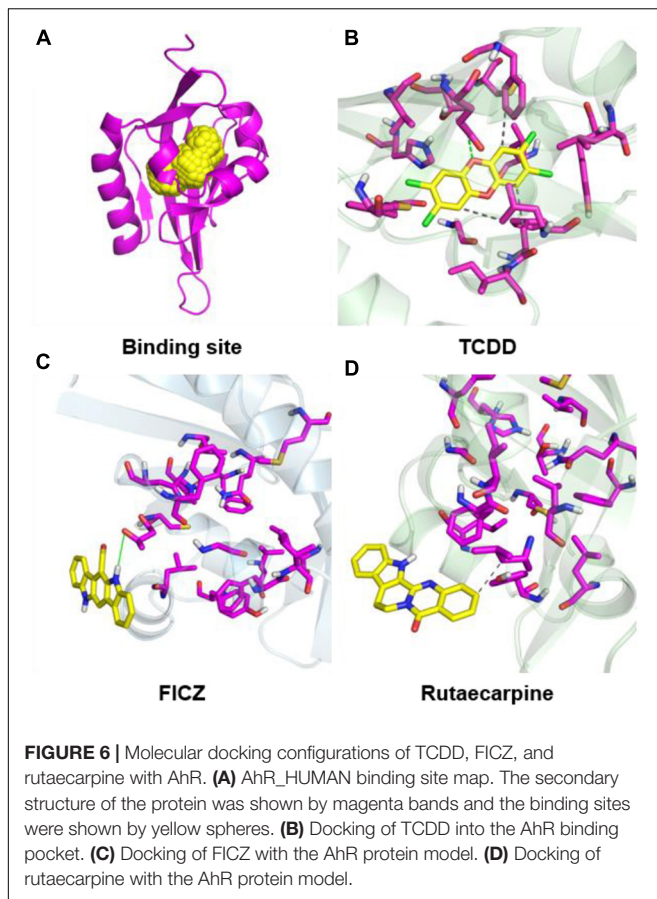 A
B
Binding site
TCDD
C
D
FICZ
Rutaecarpine
FIGURE 6 | Molecular docking configurations of TCDD, FICZ, and
rutaecarpine with AhR. (A) AhR_HUMAN binding site map. The secondary
structure of the protein was shown by magenta bands and the binding sites
were shown by yellow spheres. (B) Docking of TCDD into the AhR binding
pocket. (C) Docking of FICZ with the AhR protein model. (D) Docking of
rutaecarpine with the AhR protein model.